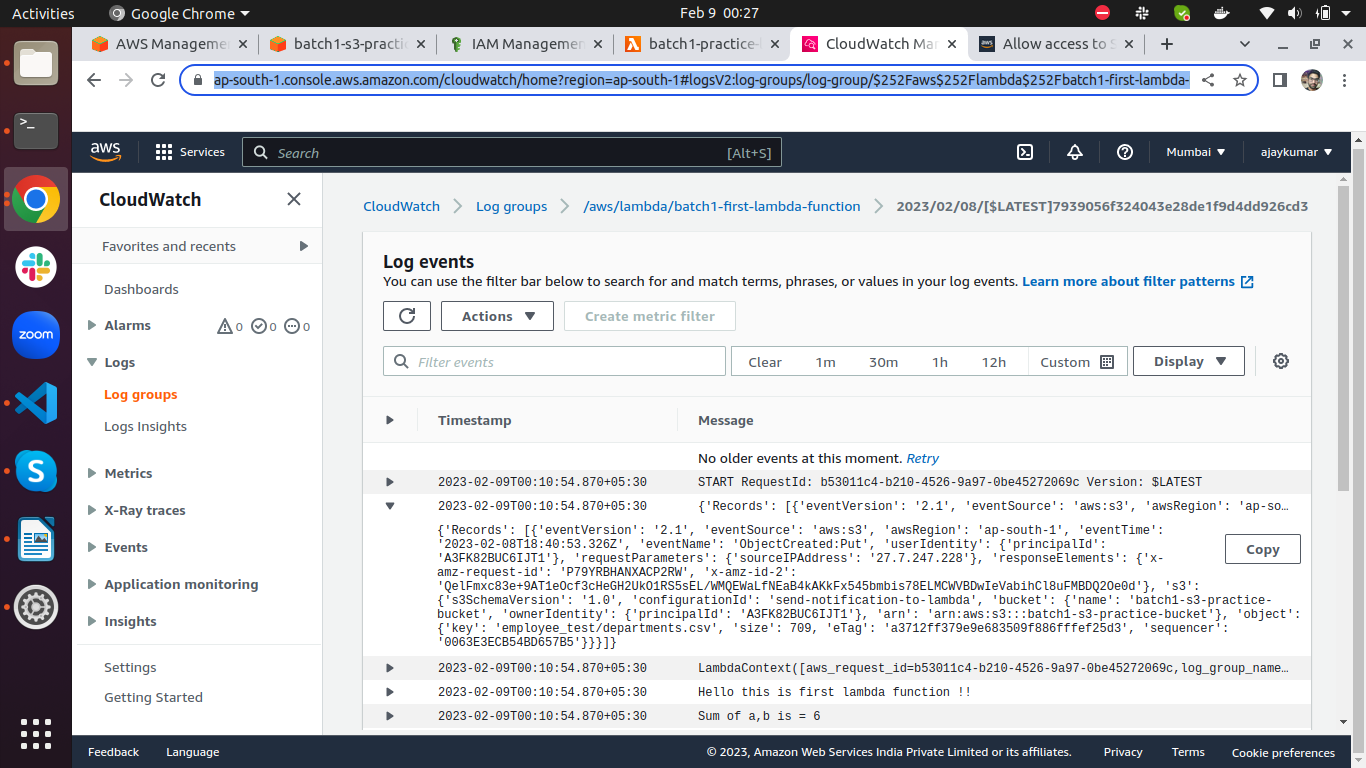 Activities
Google Chrome
Feb 9 00:27
AWS Manageme
batch1-s3-practi
IAM Managemen
batch1-practice-
CloudWatch Ma
Allow access to S
ap-south-1.console.aws.amazon.com/cloudwatch/home?region=ap-south-1#logsV2:log-groups/log-group/$252Faws$252Flambda$252Fbatch1-first-lambda-
aws
Services
Search
[Alt+S]
Mumbai
ajaykumar
CloudWatch
Favorites and recents
Dashboards
Alarms
0
0
0
Logs
Log groups
Logs Insights
Metrics
X-Ray traces
Events
Application monitoring
Insights
Settings
Getting Started
CloudWatch
Log groups
/aws/lambda/batch1-first-lambda-function
2023/02/08/[$LATEST]7939056f324043e28de1f9d4dd926cd3
Log events
You can use the filter bar below to search for and match terms, phrases, or values in your log events. Learn more about filter patterns
Actions
Create metric filter
Filter events
Clear
1m
30m
1h
12h
Custom
Display
Timestamp
Message
No older events at this moment. Retry
2023-02-09T00:10:54.870+05:30 START RequestId: b53011c4-b210-4526-9a97-0be45272069c Version: $LATEST
2023-02-09T00:10:54.870+05:30 {'Records': [{'eventVersion': '2.1', 'eventSource': 'aws:s3', 'awsRegion': 'ap-so…
{'Records': [{'eventVersion': '2.1', 'eventSource': 'aws:s3', 'awsRegion': 'ap-south-1', 'eventTime':
'2023-02-08T18:40:53.326Z', 'eventName': 'ObjectCreated:Put', 'userIdentity': {'principalId':
'A3FK82BUC6IJT1'}, 'requestParameters': {'sourceIPAddress': '27.7.247.228'}, 'responseElements': {'x-
amz-request-id': 'P79YRBHANXACP2RW', 'x-amz-id-2':
'QelFmxc83e+9AT1eOcf3cHeGH2UkO1RS5sEL/WMQEWaLfNEaB4kAKkFx545bmbis78ELMCWVBDwIeVabihCl8uFMBDQ2Oe0d'}, 's3':
{'s3SchemaVersion': '1.0', 'configurationId': 'send-notification-to-lambda', 'bucket': {'name': 'batch1-s3-practice-
bucket', 'ownerIdentity': {'principalId': 'A3FK82BUC6IJT1'}, 'arn': 'arn:aws:s3:::batch1-s3-practice-bucket'}, 'object':
{'key': 'employee_test/departments.csv', 'size': 709, 'eTag': 'a3712ff379e9e683509f886fffef25d3', 'sequencer':
'0063E3ECB54BD657B5'}}}]}
Copy
2023-02-09T00:10:54.870+05:30 LambdaContext([aws_request_id=b53011c4-b210-4526-9a97-0be45272069c,log_group_name…
2023-02-09T00:10:54.870+05:30 Hello this is first lambda function !!
2023-02-09T00:10:54.870+05:30 Sum of a,b is = 6
Feedback
Language
© 2023, Amazon Web Services India Private Limited or its affiliates.
Privacy
Terms
Cookie preferences
zoom